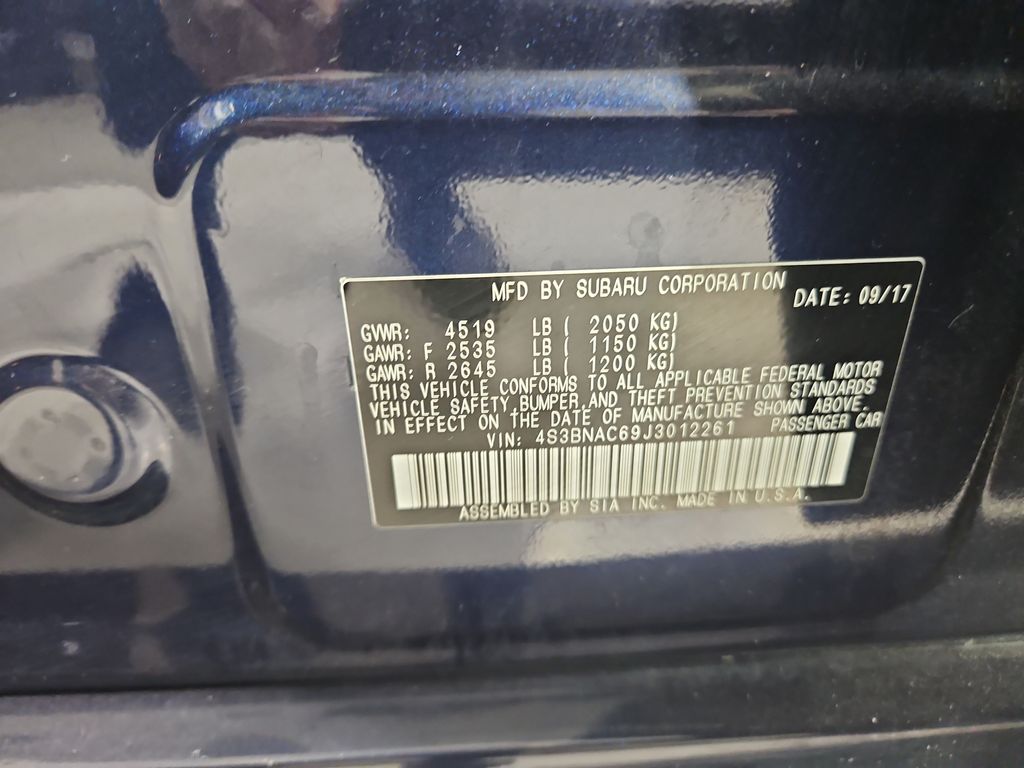 MFD BY SUBARU CORPORATION DATE: 09/17
GVWR: 4519 LB ( 2050 KG)
GAWR: F 2535 LB ( 1150 KG)
GAWR: R 2645 LB ( 1200 KG)
THIS VEHICLE CONFORMS TO ALL APPLICABLE FEDERAL MOTOR
VEHICLE SAFETY, BUMPER, AND THEFT PREVENTION STANDARDS
IN EFFECT ON THE DATE OF MANUFACTURE SHOWN ABOVE.
VIN: 4S3BNAC69J3012261 PASSENGER CAR
ASSEMBLED BY SIA INC. MADE IN U.S.A.